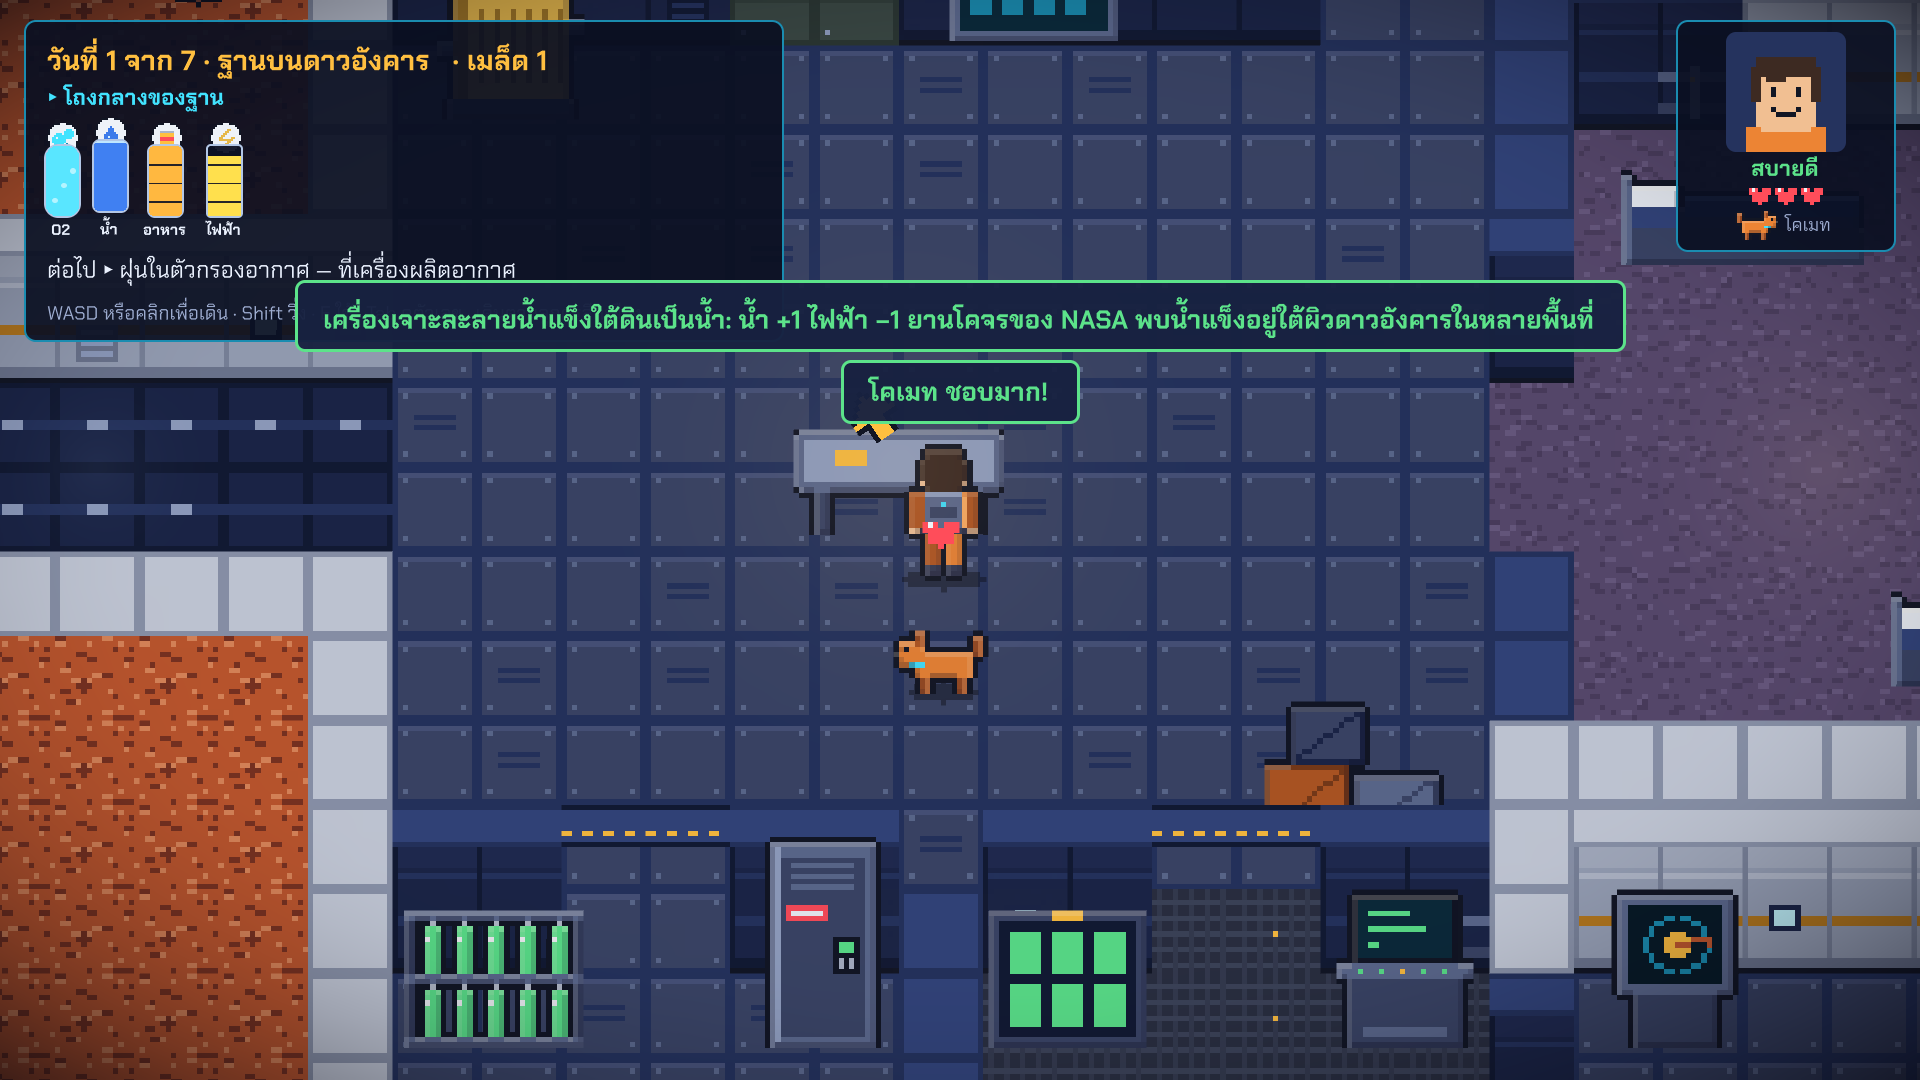 วันที่ 1 จาก 7 · ฐานบนดาวอังคาร · เมล็ด 1
▸ โถงกลางของฐาน
O2 น้ำ อาหาร ไฟฟ้า
ต่อไป ▸ ฝุ่นในตัวกรองอากาศ — ที่เครื่องผลิตอากาศ
WASD หรือคลิกเพื่อเดิน · Shift
เครื่องเจาะละลายน้ำแข็งใต้ดินเป็นน้ำ: น้ำ +1 ไฟฟ้า −1 ยานโคจรของ NASA พบน้ำแข็งอยู่ใต้ผิวดาวอังคารในหลายพื้นที่
โคเมท ชอบมาก!
สบายดี
โคเมท